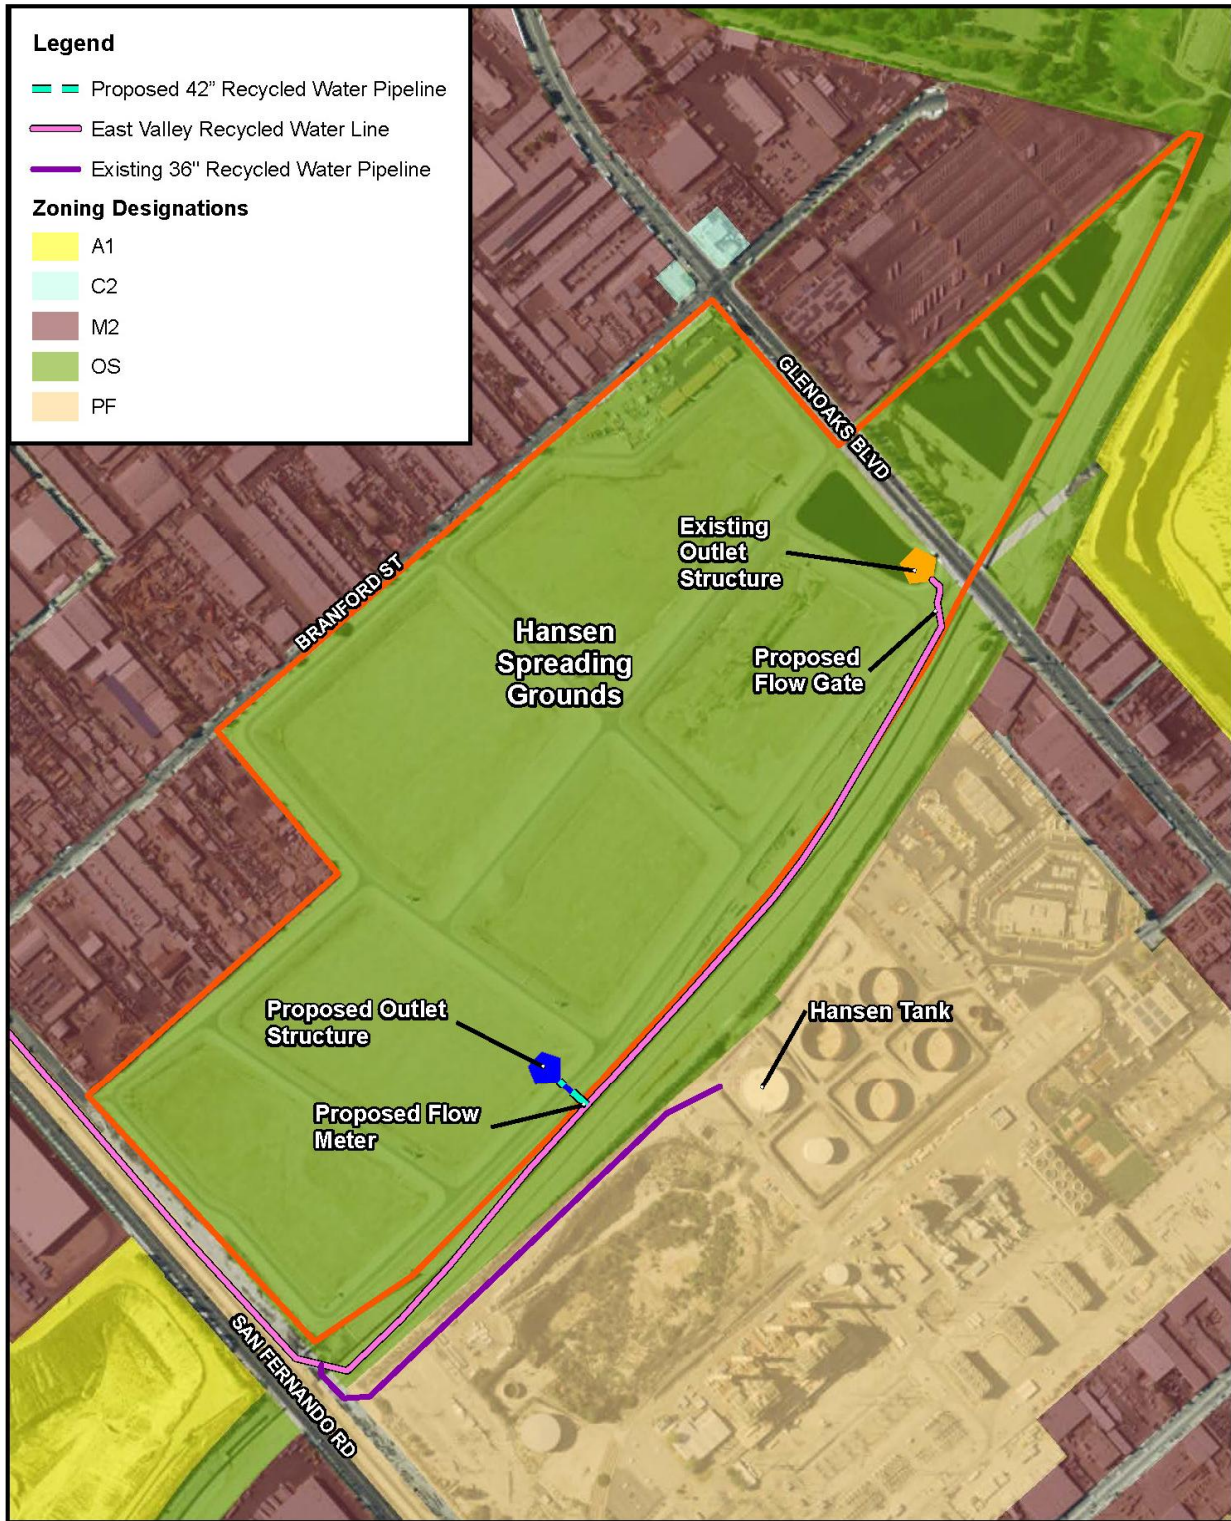 Legend
Proposed 42” Recycled Water Pipeline
East Valley Recycled Water Line
Existing 36" Recycled Water Pipeline
Zoning Designations
A1
C2
M2
OS
PF
GLENOAKS BLVD
Existing
Outlet
Structure
BRANFORD ST
Hansen
Spreading
Grounds
Proposed
Flow Gate
Proposed Outlet
Structure
Hansen Tank
Proposed Flow
Meter
SAN FERNANDO RD